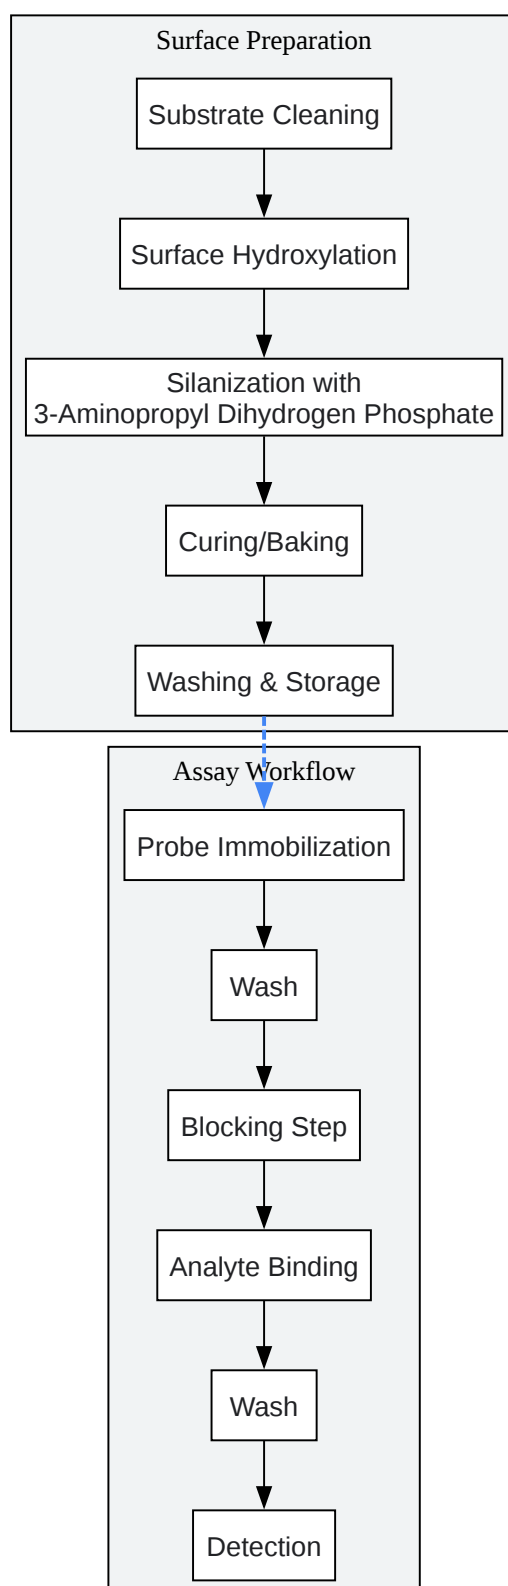 Surface Preparation
Substrate Cleaning
Surface Hydroxylation
Silanization with
3-Aminopropyl Dihydrogen Phosphate
Curing/Baking
Washing & Storage
Assay Workflow
Probe Immobilization
Wash
Blocking Step
Analyte Binding
Wash
Detection